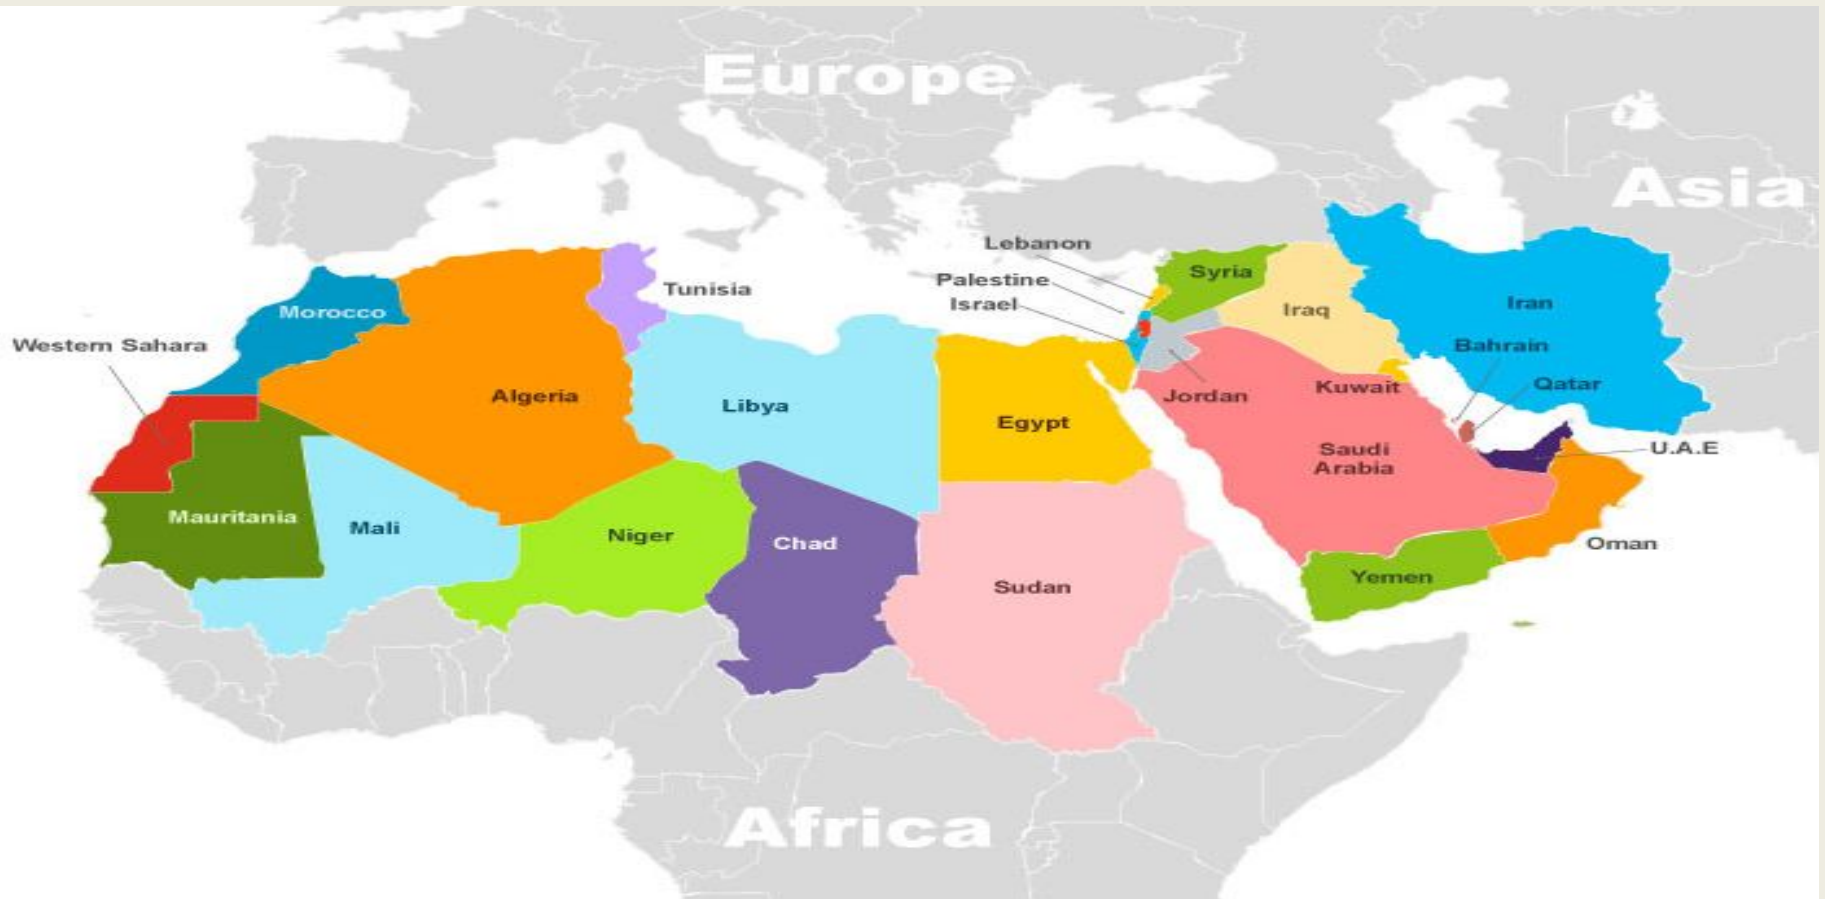 Europe
Asia
Lebanon
Syria
Palestine
Tunisia
Israel
Iran
Morocco
Iraq
Western Sahara
Bahrain
Kuwait
Qatar
Algeria
Jordan
Libya
Egypt
Saudi
Arabia
U.A.E
Mauritania
Mali
Niger
Chad
Oman
Yemen
Sudan
Africa